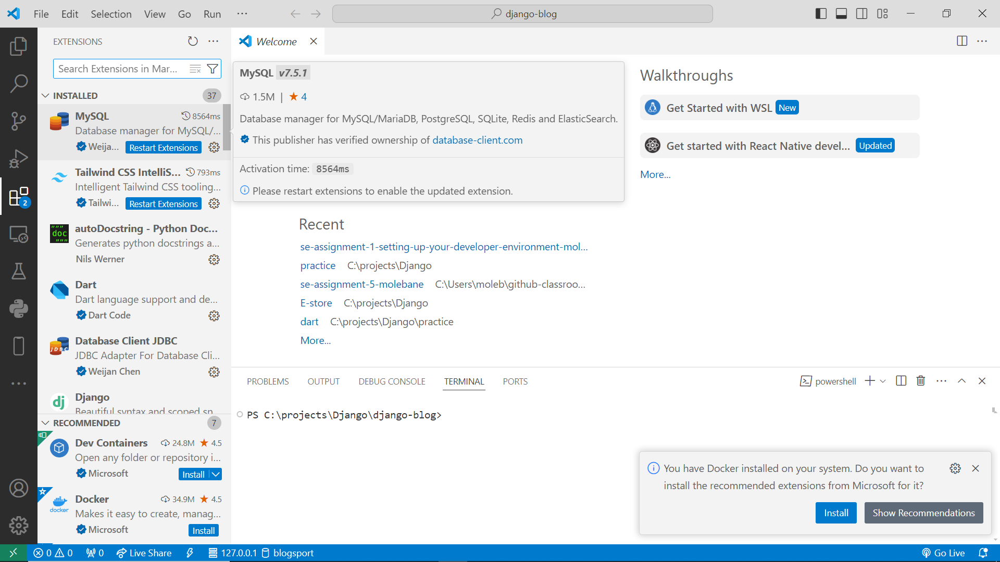 File Edit Selection View Go Run ...
django-blog
EXTENSIONS
Search Extensions in Mar...
INSTALLED 37
MySQL 8564ms
Database manager for MySQL/...
Weija... Restart Extensions
Tailwind CSS IntelliS... 793ms
Intelligent Tailwind CSS tooling...
Tailwi... Restart Extensions
autoDocstring - Python Doc...
""" doc """
Generates python docstrings a...
Nils Werner
Dart
Dart language support and de...
Dart Code
Database Client JDBC
JDBC
JDBC Adapter For Database Cli...
Weijan Chen
Django
dj
Beautiful syntax and scoped sn...
RECOMMENDED 7
Dev Containers 24.8M ★ 4.5
Open any folder or repository i...
Microsoft Install
Docker 34.9M ★ 4.5
docker
Makes it easy to create, manag...
Microsoft Install
2
Welcome
MySQL v7.5.1
1.5M | ★ 4
Database manager for MySQL/MariaDB, PostgreSQL, SQLite, Redis and ElasticSearch.
This publisher has verified ownership of database-client.com
Activation time: 8564ms
Please restart extensions to enable the updated extension.
Walkthroughs
Get Started with WSL New
Get started with React Native devel... Updated
More...
Recent
se-assignment-1-setting-up-your-developer-environment-mol...
practice C:\projects\Django
se-assignment-5-molebane C:\Users\moleb\github-classroo...
E-store C:\projects\Django
dart C:\projects\Django\practice
More...
PROBLEMS OUTPUT DEBUG CONSOLE TERMINAL PORTS
powershell
PS C:\projects\Django\django-blog>
You have Docker installed on your system. Do you want to
install the recommended extensions from Microsoft for it?
Install Show Recommendations
0 0 0 Live Share 127.0.0.1 blogsport Go Live